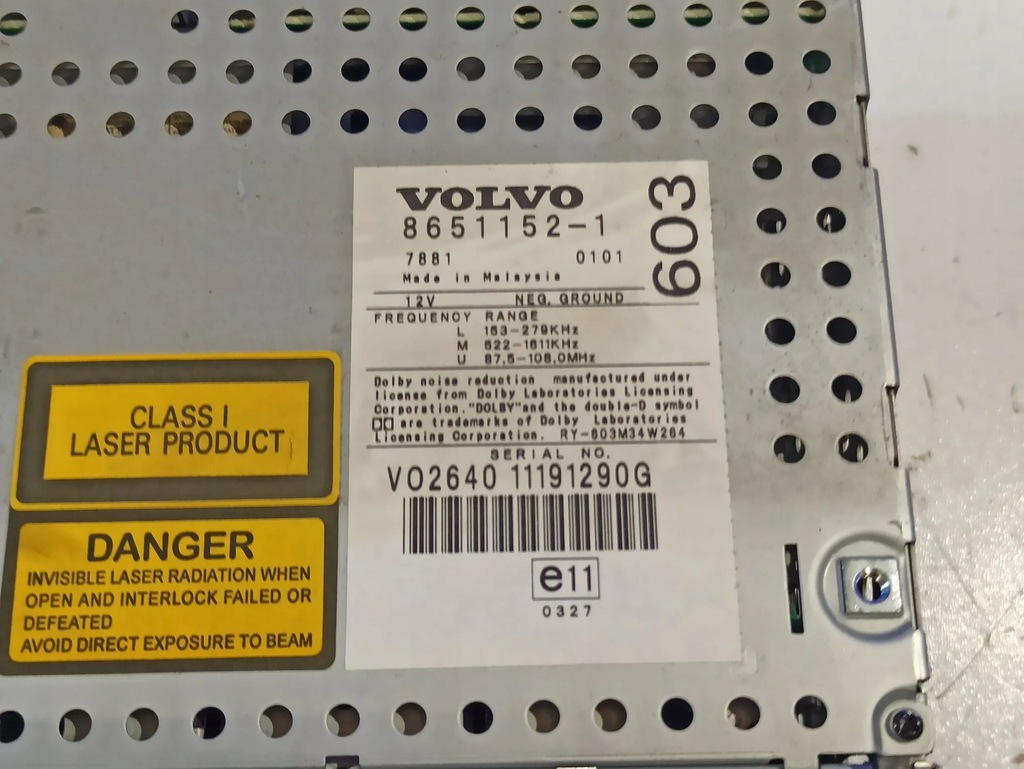 VOLVO
8651152-1
603
7881 0101
Made in Malaysia
12V NEG, GROUND
FREQUENCY RANGE
L 153-279KHz
M 522-1611KHz
U 87,5-108,0MHz
Dolby noise reduction manufactured under
license from Dolby Laboratories Licensing
Corporation."DOLBY"and the double-D symbol
are trademarks of Dolby Laboratories
Licensing Corporation. RY-603M34W264
SERIAL NO.
VO2640 11191290G
e11
0327
CLASS I
LASER PRODUCT
DANGER
INVISIBLE LASER RADIATION WHEN
OPEN AND INTERLOCK FAILED OR
DEFEATED
AVOID DIRECT EXPOSURE TO BEAM